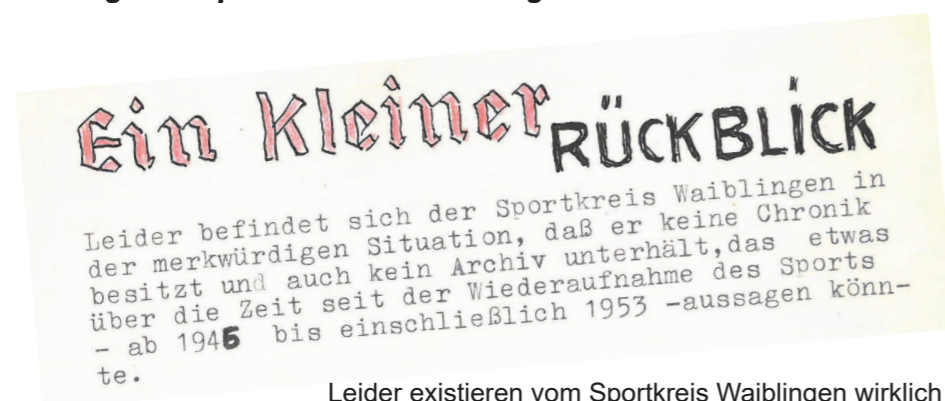 Ein Kleiner RÜCKBLICK
Leider befindet sich der Sportkreis Waiblingen in
der merkwürdigen Situation, daß er keine Chronik
besitzt und auch kein Archiv unterhält,das etwas
über die Zeit seit der Wiederaufnahme des Sports
- ab 1945 bis einschließlich 1953 -aussagen könn-
te.
Leider existieren vom Sportkreis Waiblingen wirklich